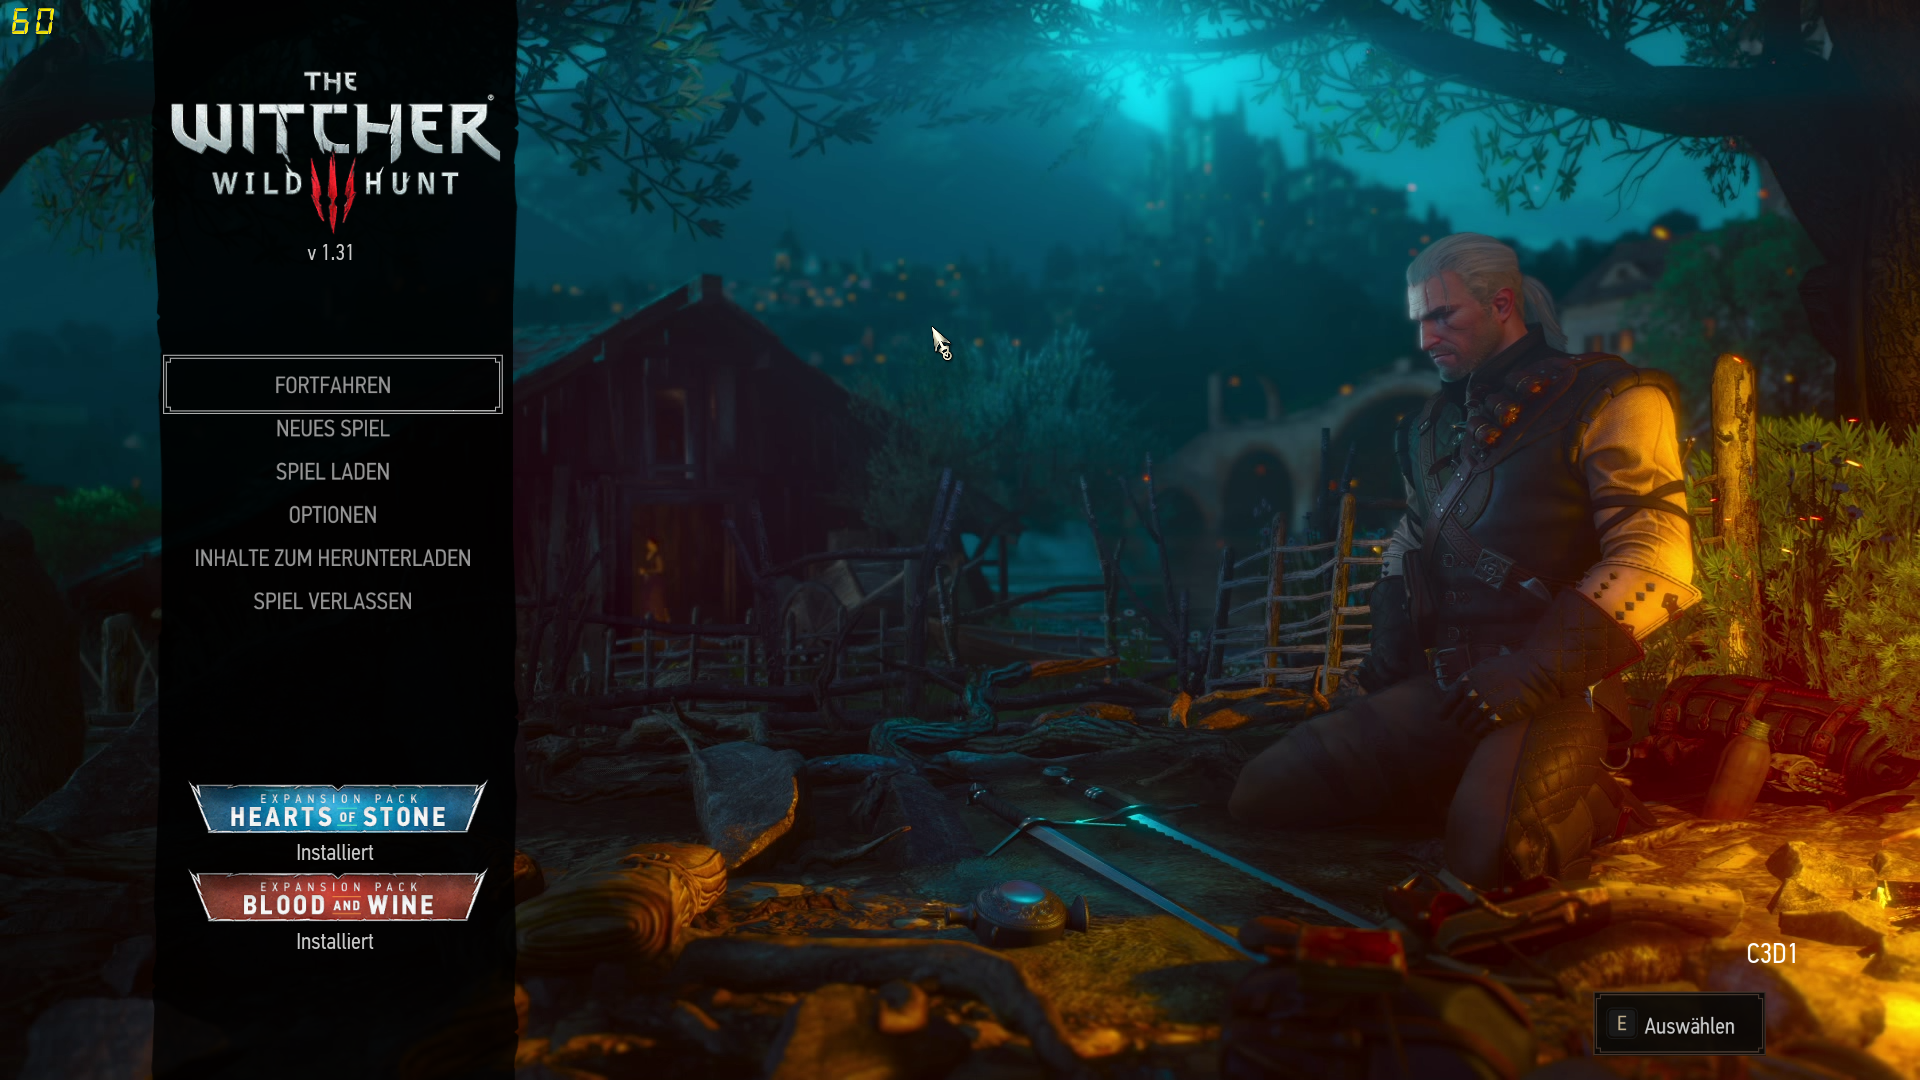 60
THE
WITCHER®
WILD HUNT
v 1.31
FORTFAHREN
NEUES SPIEL
SPIEL LADEN
OPTIONEN
INHALTE ZUM HERUNTERLADEN
SPIEL VERLASSEN
EXPANSION PACK
HEARTS OF STONE
Installiert
EXPANSION PACK
BLOOD AND WINE
Installiert
C3D1
E Auswählen